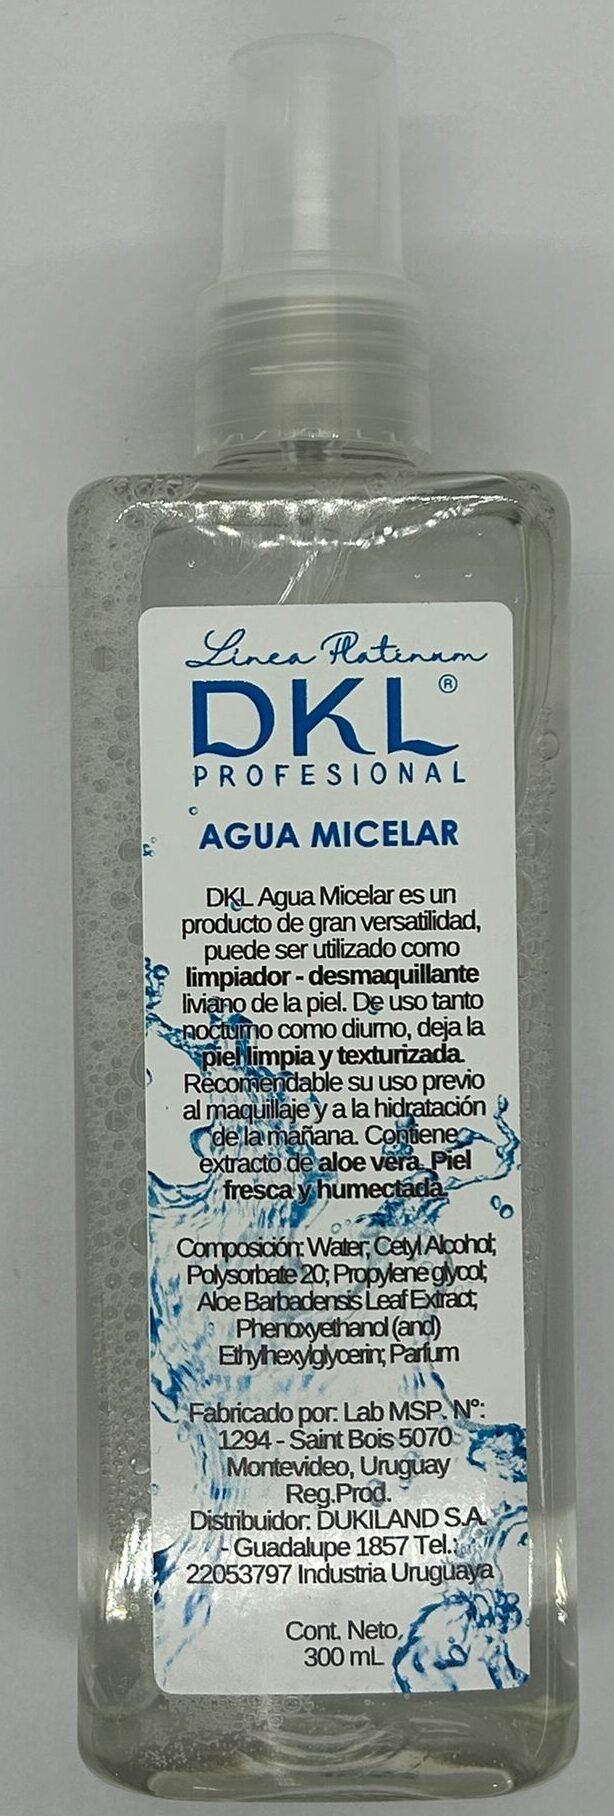 Linea Platinum
DKL®
PROFESIONAL
AGUA MICELAR
DKL Agua Micelar es un
producto de gran versatilidad,
puede ser utilizado como
limpiador - desmaquillante
liviano de la piel. De uso tanto
nocturno como diurno, deja la
piel limpia y texturizada.
Recomendable su uso previo
al maquillaje y a la hidratación
de la mañana. Contiene
extracto de aloe vera. Piel
fresca y humectada.
Composición: Water; Cetyl Alcohol;
Polysorbate 20; Propylene glycol;
Aloe Barbadensis Leaf Extract;
Phenoxyethanol (and)
Ethylhexylglycerin; Parfum
Fabricado por: Lab MSP. N°:
1294 - Saint Bois 5070
Montevideo, Uruguay
Reg.Prod.
Distribuidor: DUKILAND S.A.
- Guadalupe 1857 Tel.:
22053797 Industria Uruguaya
Cont. Neto.
300 mL